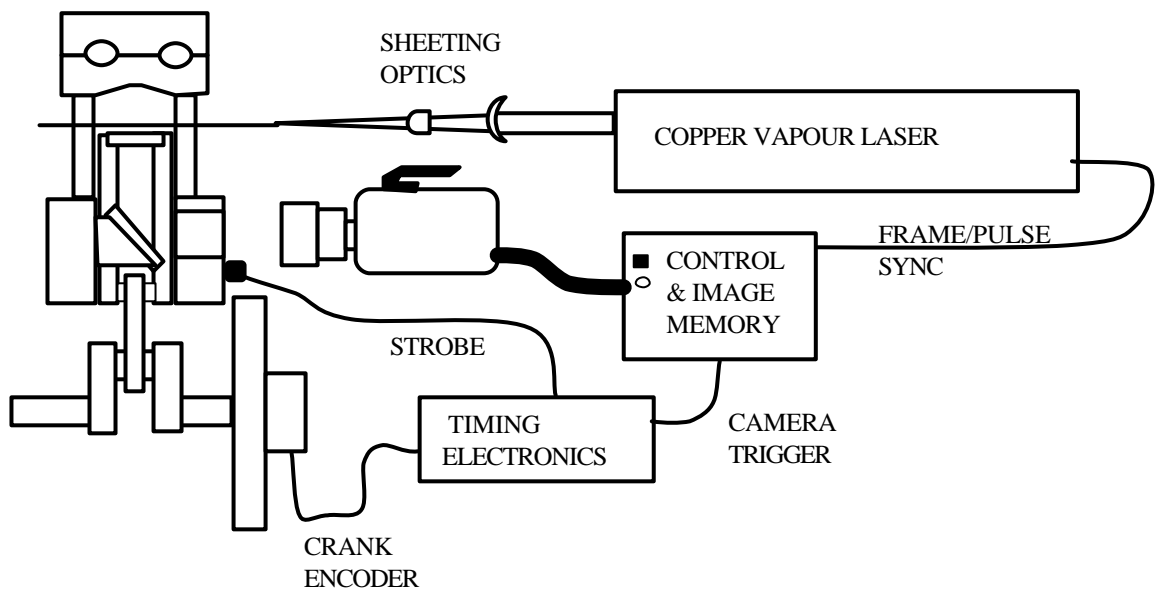 SHEETING
OPTICS
COPPER VAPOUR LASER
FRAME/PULSE
SYNC
CONTROL
& IMAGE
MEMORY
STROBE
TIMING
ELECTRONICS
CAMERA
TRIGGER
CRANK
ENCODER